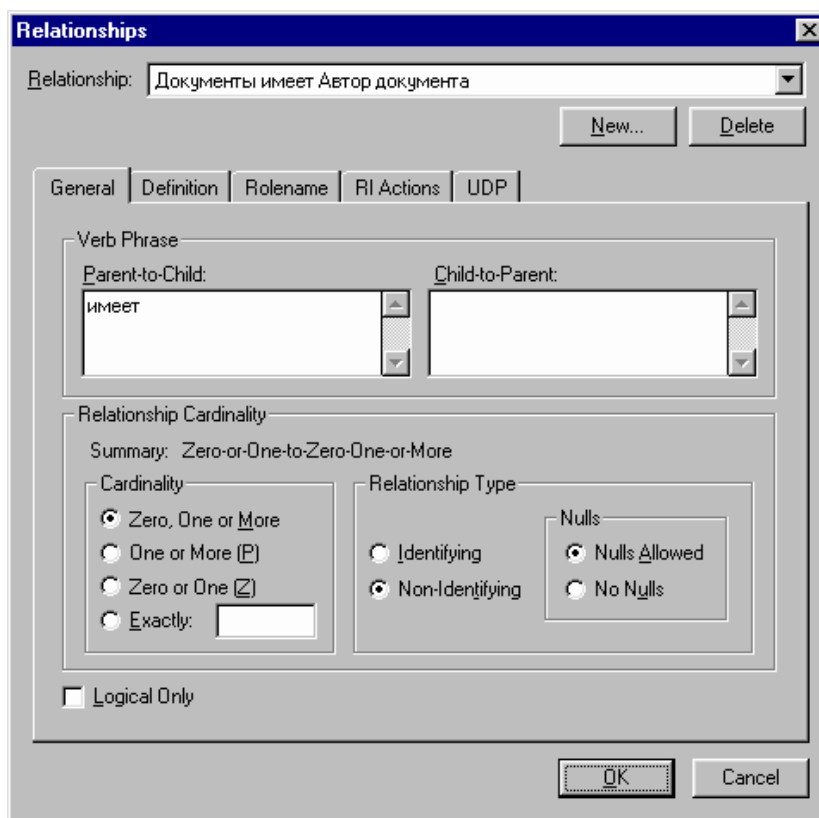 Relationships
Relationship: Документы имеет Автор документа
New... Delete
General Definition Rolename RI Actions UDP
Verb Phrase
Parent-to-Child: Child-to-Parent:
имеет
Relationship Cardinality
Summary: Zero-or-One-to-Zero-One-or-More
Cardinality Relationship Type
Nulls
Zero, One or More
One or More (P) Identifying Nulls Allowed
Zero or One (Z) Non-Identifying No Nulls
Exactly:
Logical Only
OK Cancel